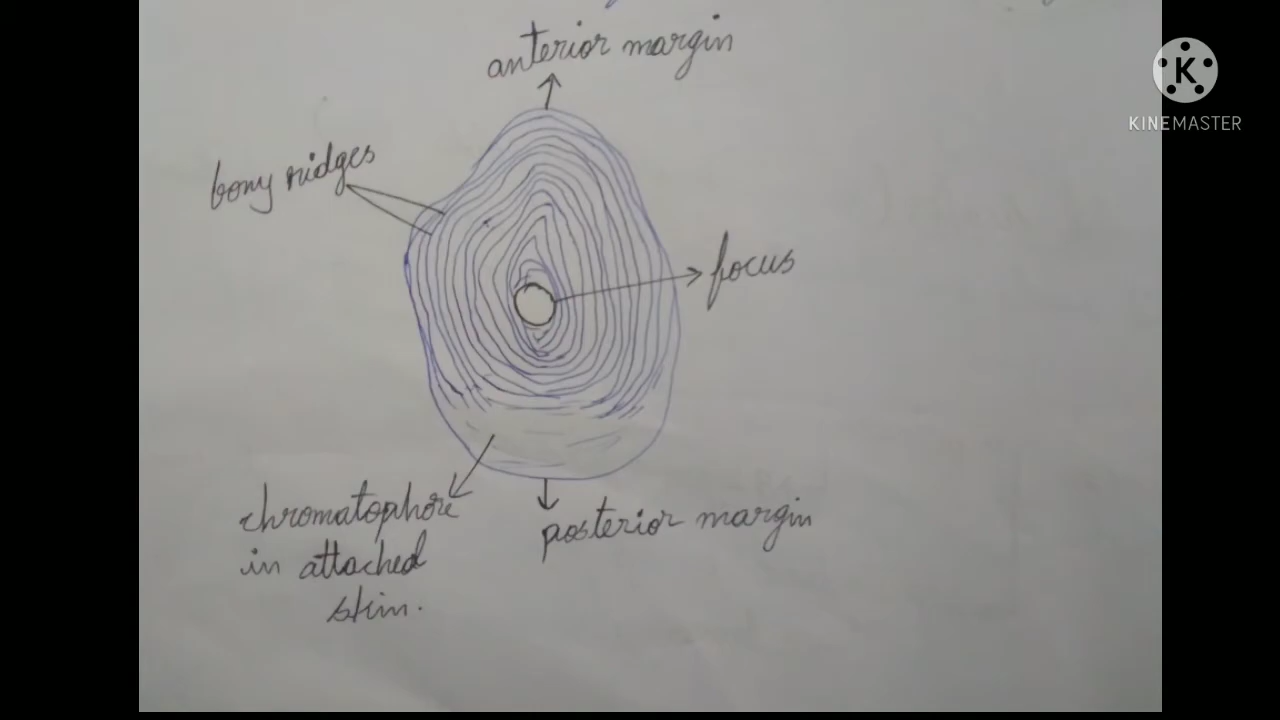 anterior margin
KINEMASTER
bony ridges
focus
chromatophore
in attached
skin.
posterior margin